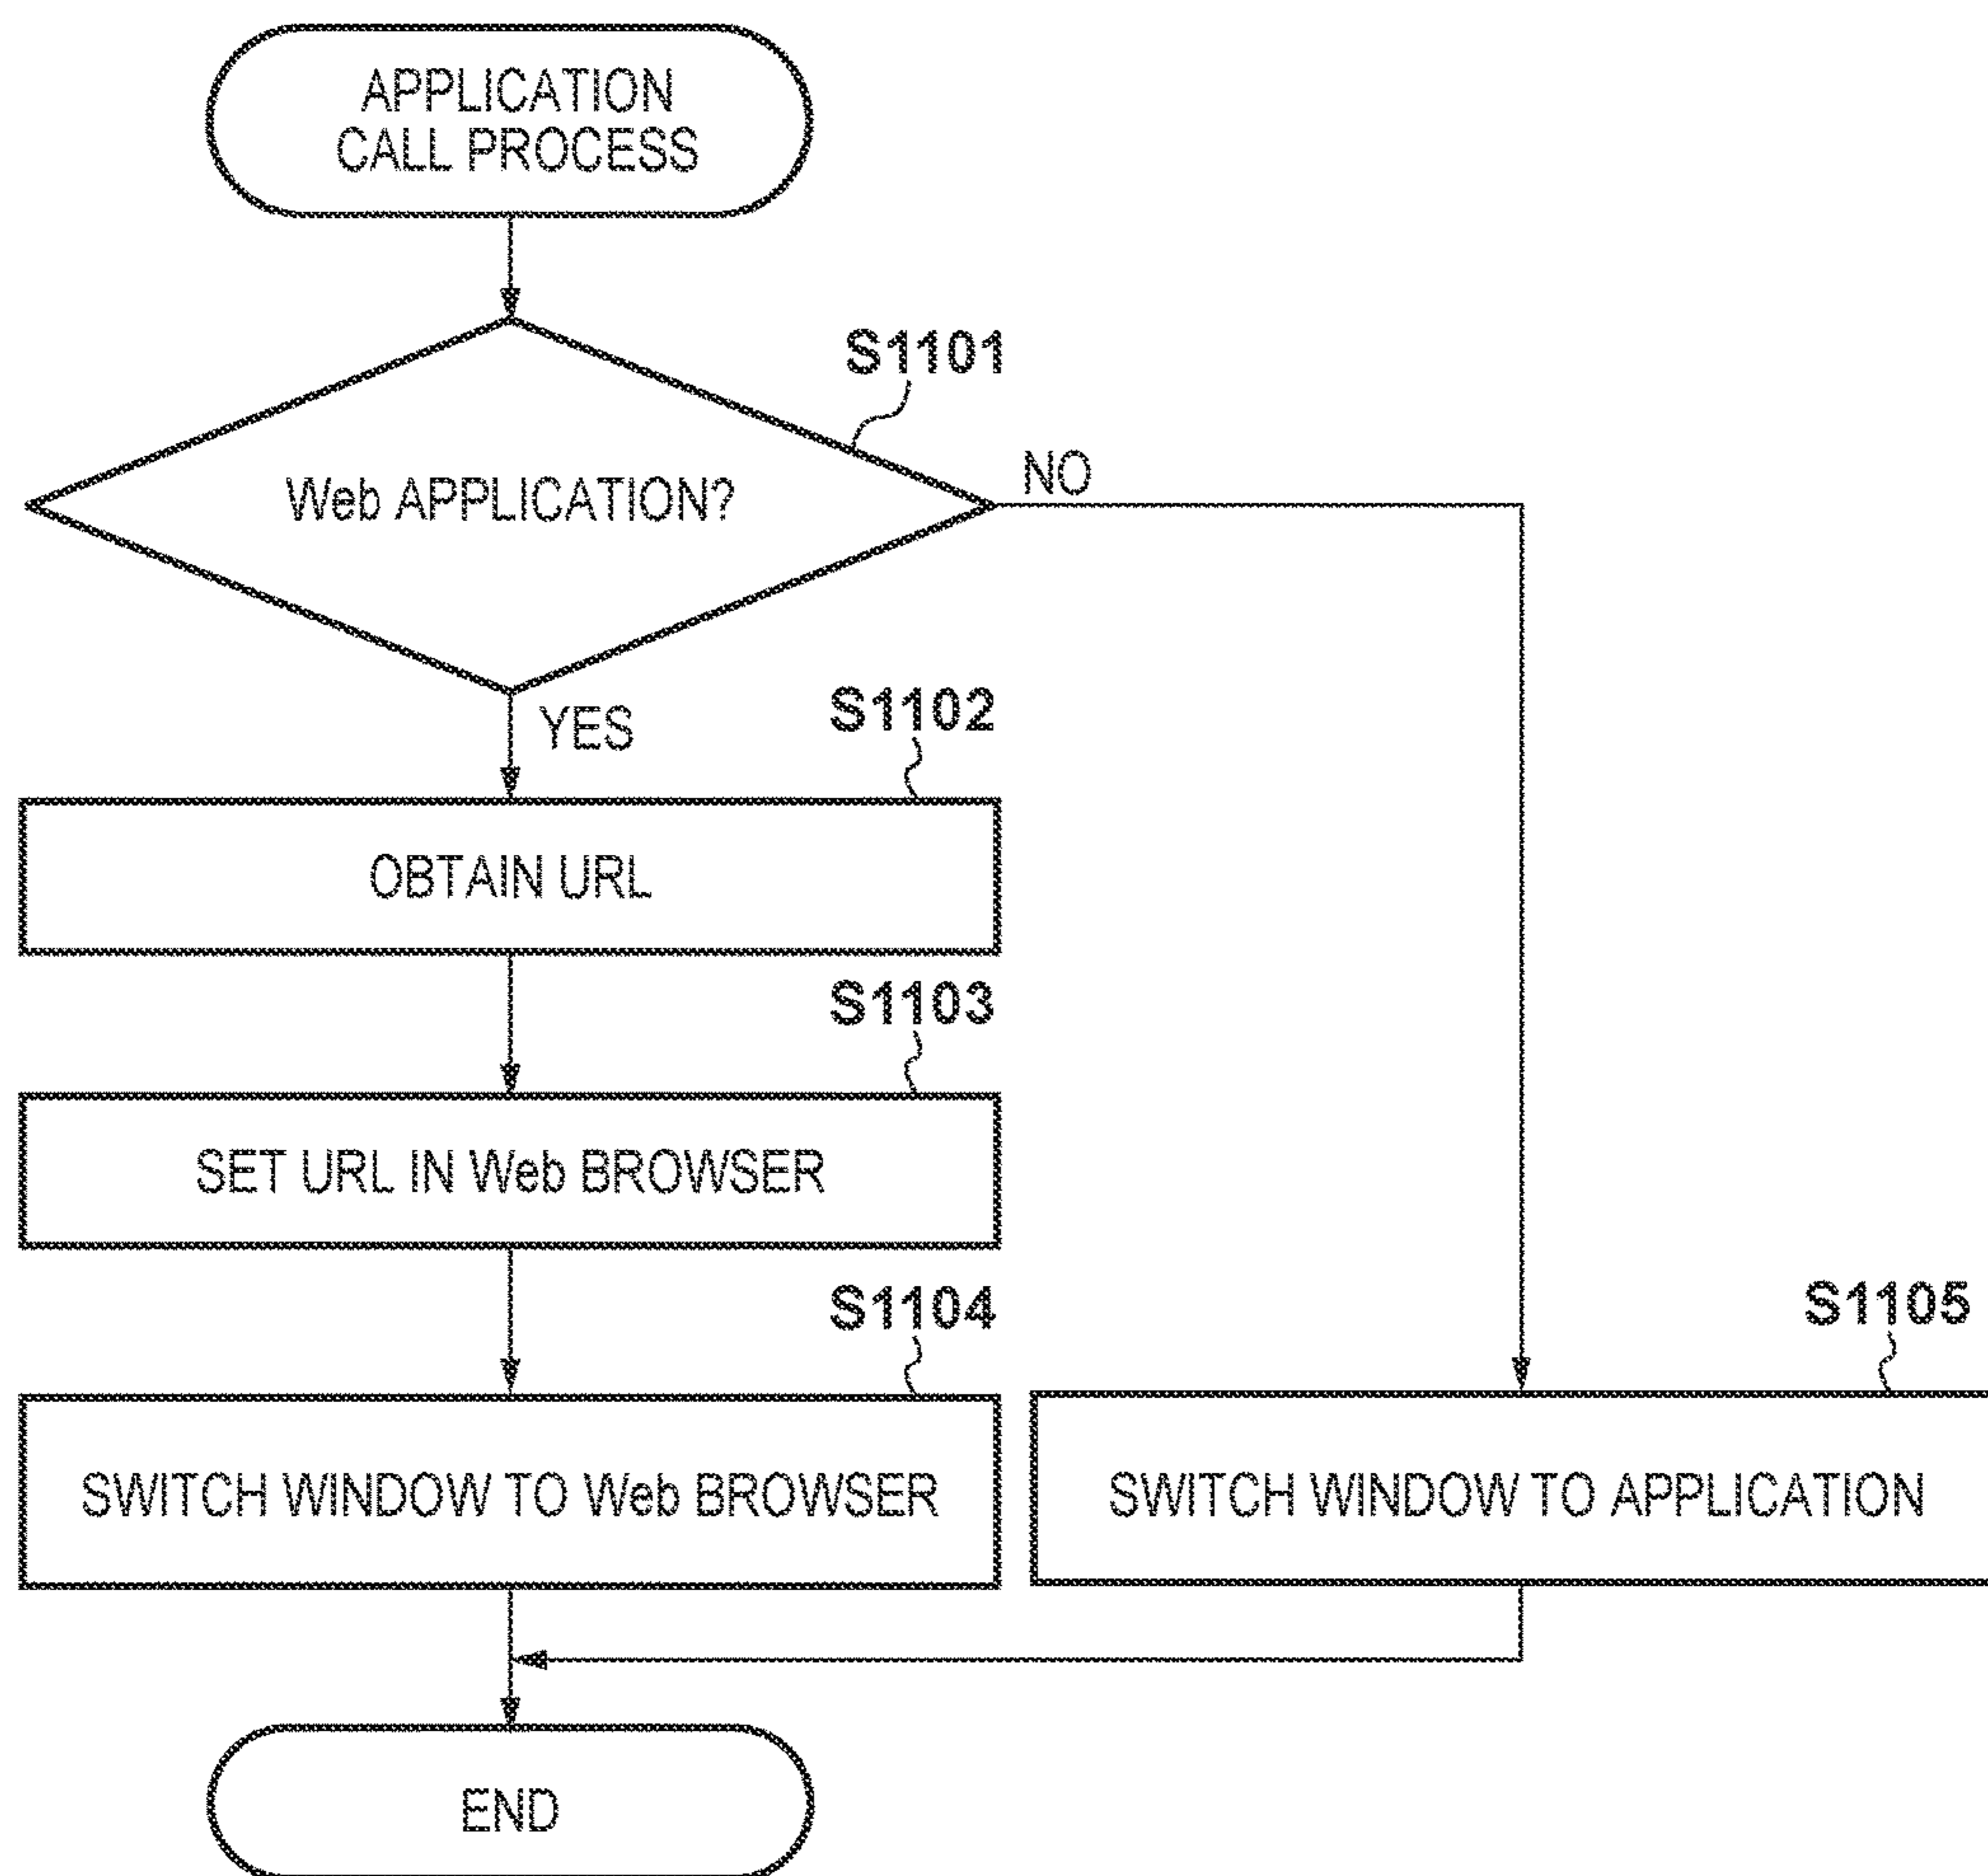 APPLICATION
CALL PROCESS
S1101
Web APPLICATION?
NO
YES
S1102
OBTAIN URL
S1103
SET URL IN Web BROWSER
S1104
SWITCH WINDOW TO Web BROWSER
S1105
SWITCH WINDOW TO APPLICATION
END